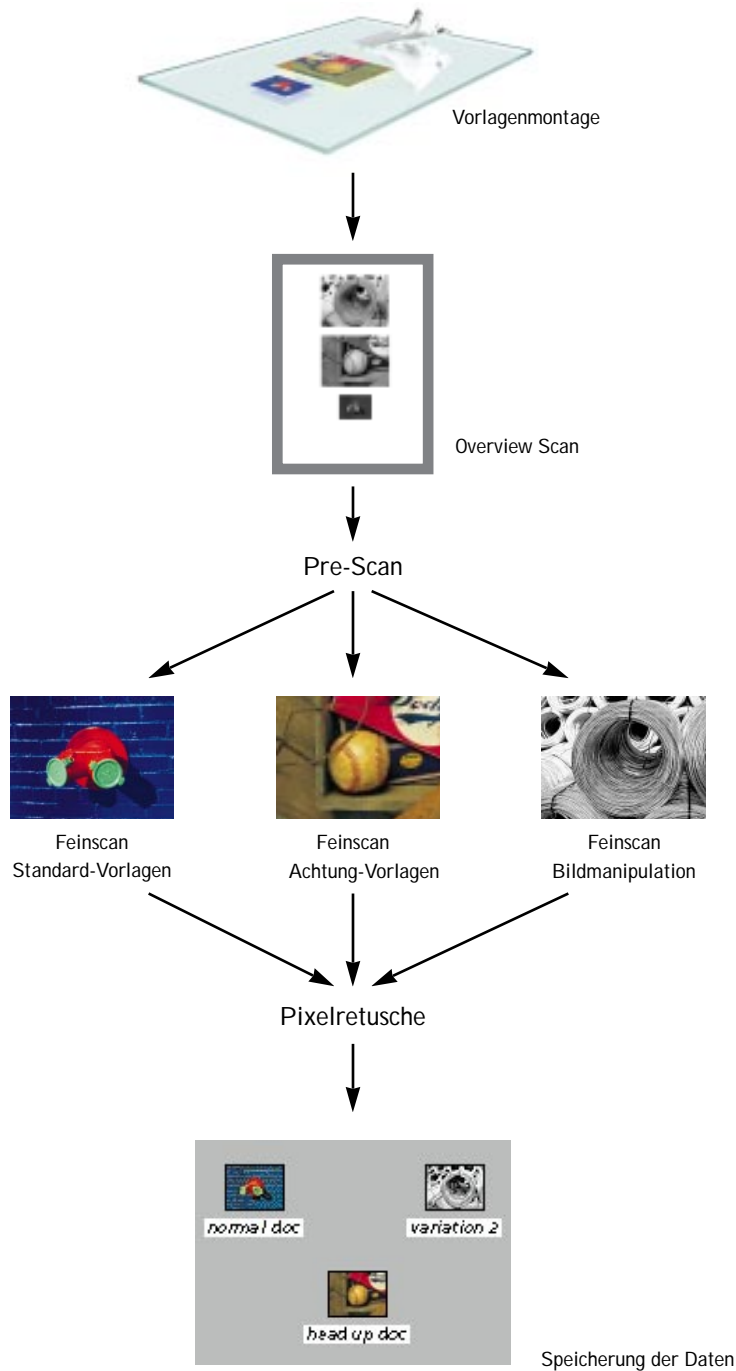 Vorlagenmontage
Overview Scan
Pre-Scan
Feinscan
Standard-Vorlagen
Feinscan
Achtung-Vorlagen
Feinscan
Bildmanipulation
Pixelretusche
normal doc
variation 2
head up doc
Speicherung der Daten